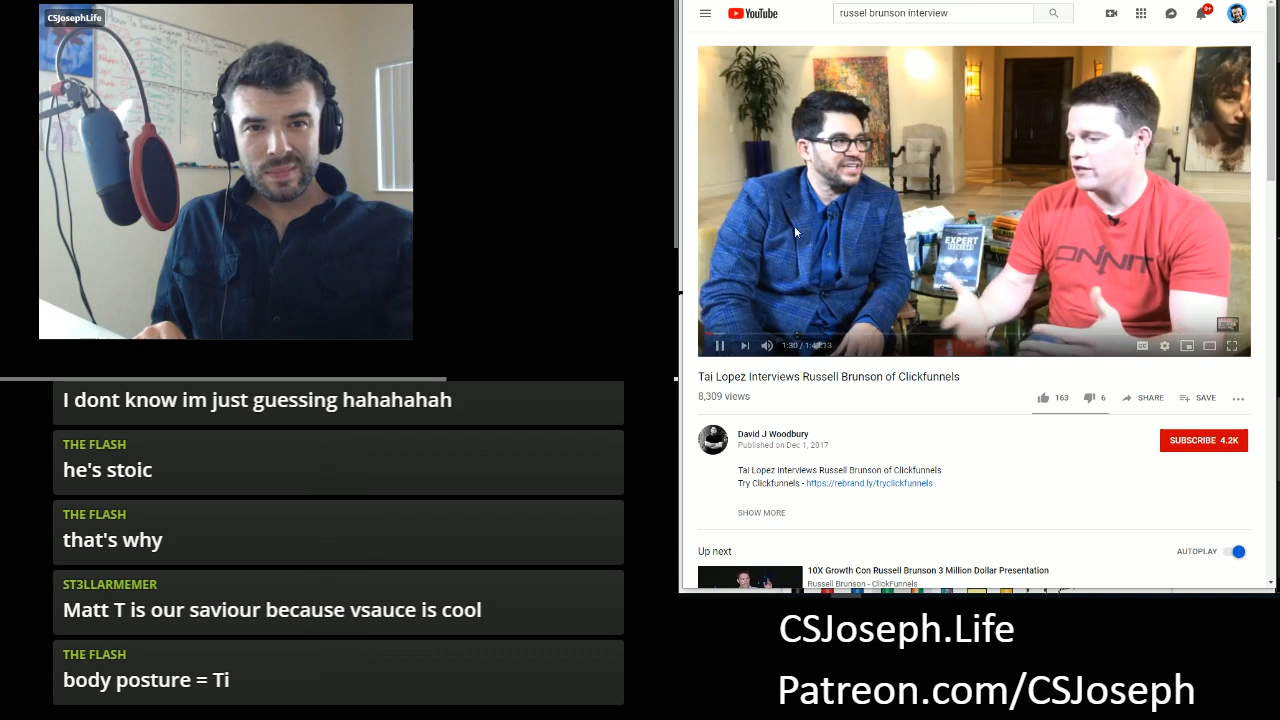 CSJosephLife
I dont know im just guessing hahahahah
THE FLASH
he's stoic
THE FLASH
that's why
ST3LLARMEMER
Matt T is our saviour because vsauce is cool
THE FLASH
body posture = Ti
YouTube
russel brunson interview
9+
EXPERT
ONNIT
Tai Lopez Interviews Russell Brunson of Clickfunnels
8,309 views
163
6
SHARE
SAVE
David J Woodbury
Published on Dec 1, 2017
SUBSCRIBE 4.2K
Tai Lopez Interviews Russell Brunson of Clickfunnels
Try Clickfunnels - https://rebrand.ly/tryclickfunnels
SHOW MORE
Up next
AUTOPLAY
10X Growth Con Russell Brunson 3 Million Dollar Presentation
Russell Brunson - ClickFunnels
CSJoseph.Life
Patreon.com/CSJoseph